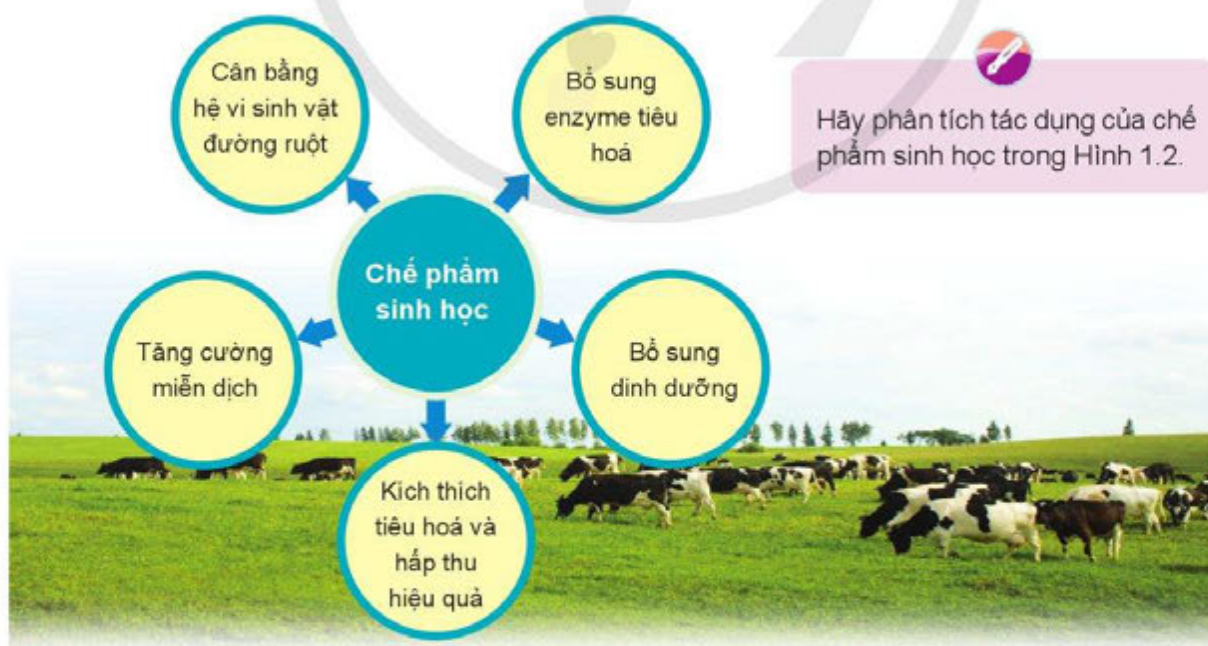 Cân bằng
hệ vi sinh vật
đường ruột
Bổ sung
enzyme tiêu
hoá
Hãy phân tích tác dụng của chế
phẩm sinh học trong Hình 1.2.
Chế phẩm
sinh học
Tăng cường
miễn dịch
Bổ sung
dinh dưỡng
Kích thích
tiêu hoá và
hấp thu
hiệu quả